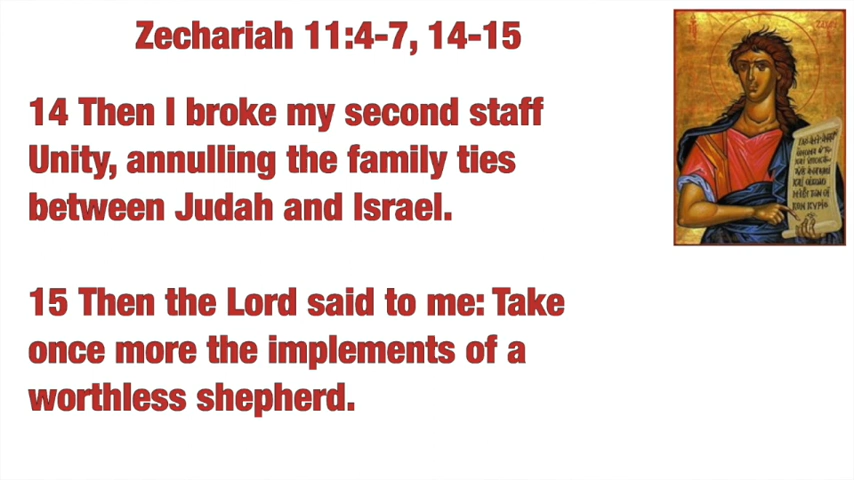 Zechariah 11:4-7, 14-15
14 Then I broke my second staff
Unity, annulling the family ties
between Judah and Israel.
15 Then the Lord said to me: Take
once more the implements of a
worthless shepherd.